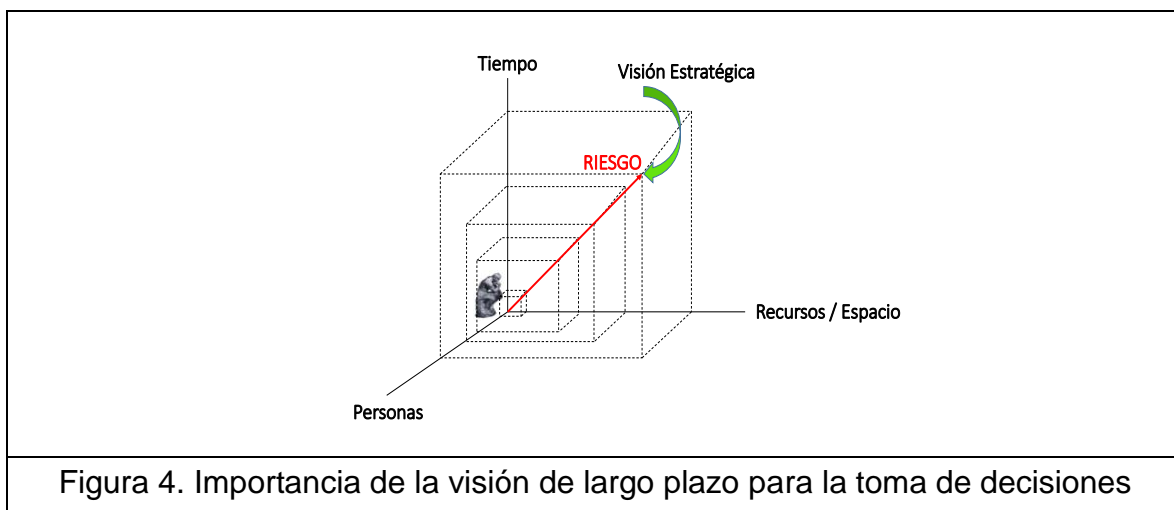 Tiempo
Visión Estratégica
RIESGO
Recursos / Espacio
Personas
Figura 4. Importancia de la visión de largo plazo para la toma de decisiones